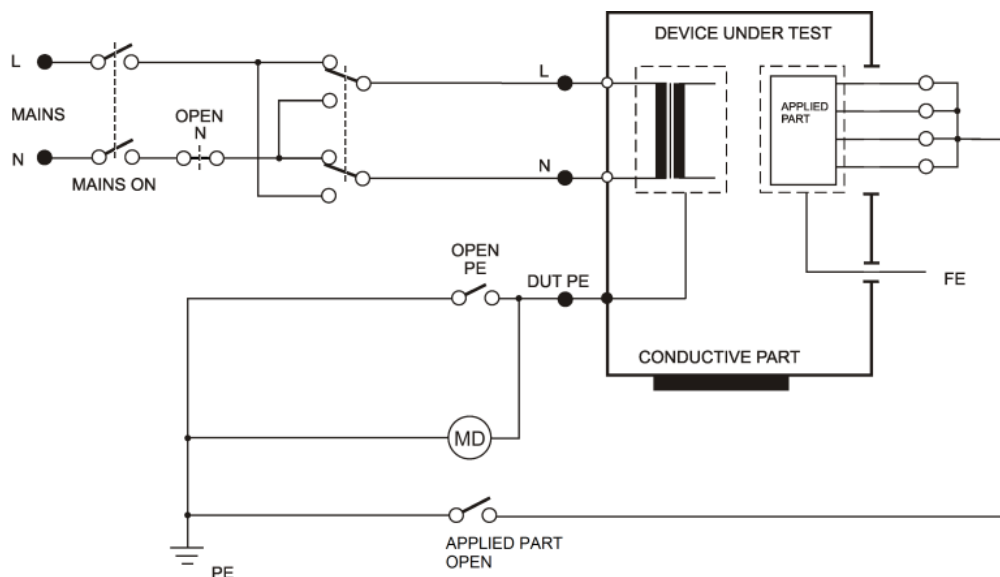 DEVICE UNDER TEST
L
MAINS
OPEN
N
N
MAINS ON
L
N
APPLIED
PART
OPEN
PE
DUT PE
FE
CONDUCTIVE PART
MD
APPLIED PART
OPEN
PE